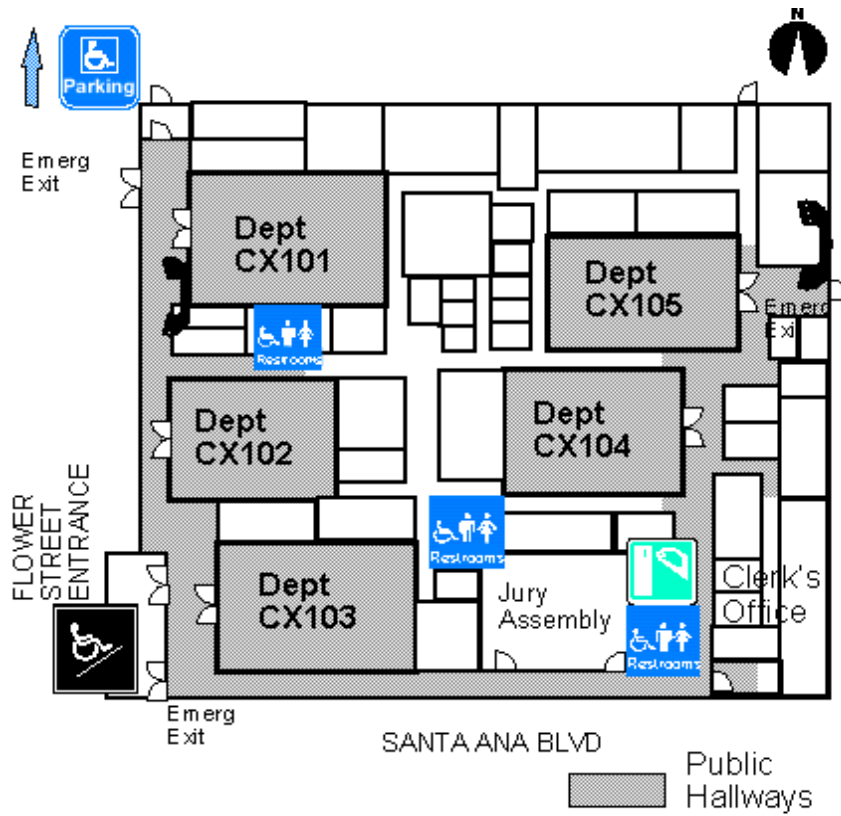 N
Parking
Emerg
Exit
Dept
CX101
Dept
CX105
Emerg
Exi
Restrooms
Dept
CX102
Dept
CX104
FLOWER
STREET
ENTRANCE
Restrooms
Dept
CX103
Jury
Assembly
Clerk's
Office
Restrooms
Emerg
Exit
SANTA ANA BLVD
Public
Hallways